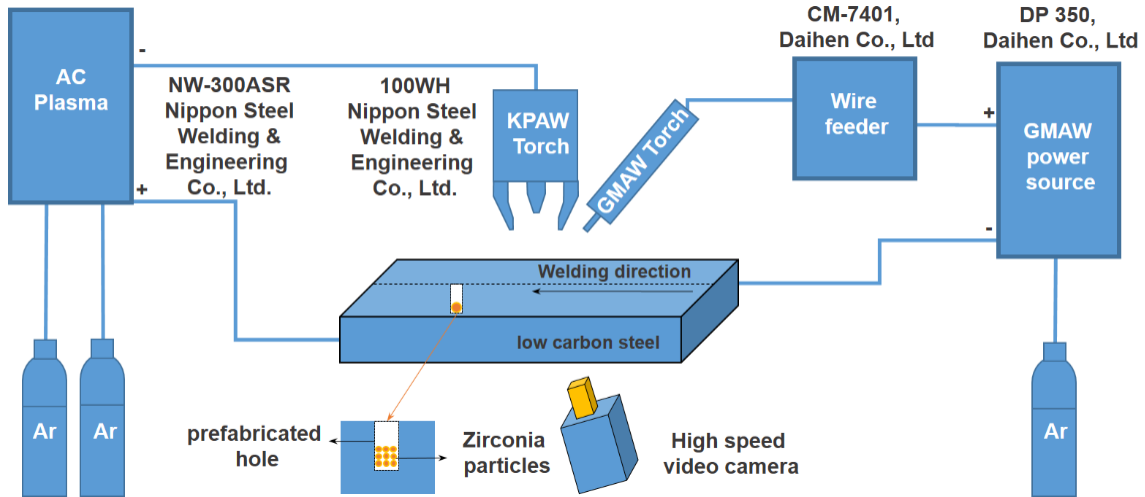 AC
Plasma
-
+
NW-300ASR
Nippon Steel
Welding &
Engineering
Co., Ltd.
100WH
Nippon Steel
Welding &
Engineering
Co., Ltd.
KPAW
Torch
GMAW Torch
CM-7401,
Daihen Co., Ltd
Wire
feeder
DP 350,
Daihen Co., Ltd
+
-
GMAW
power
source
Welding direction
low carbon steel
Ar
Ar
prefabricated
hole
Zirconia
particles
High speed
video camera
Ar